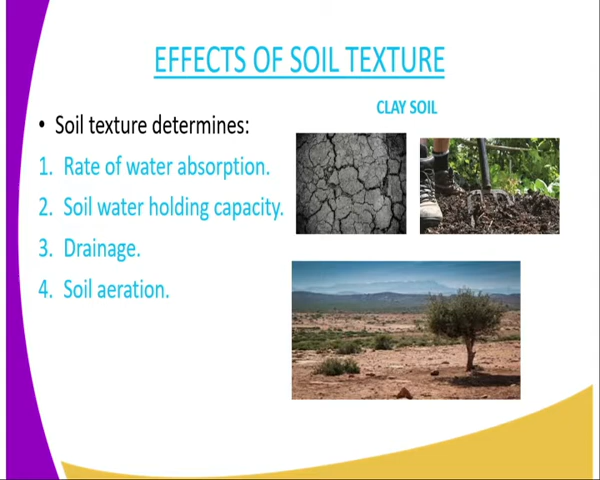 EFFECTS OF SOIL TEXTURE
CLAY SOIL
• Soil texture determines:
1. Rate of water absorption.
2. Soil water holding capacity.
3. Drainage.
4. Soil aeration.